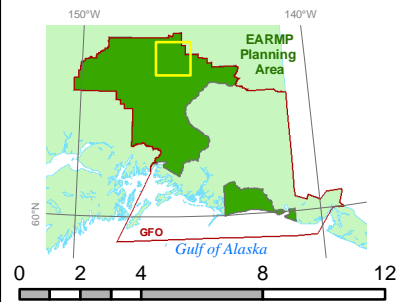 150°W
140°W
EARMP
Planning
Area
60°N
GFO
Gulf of Alaska
0 2 4 8 12